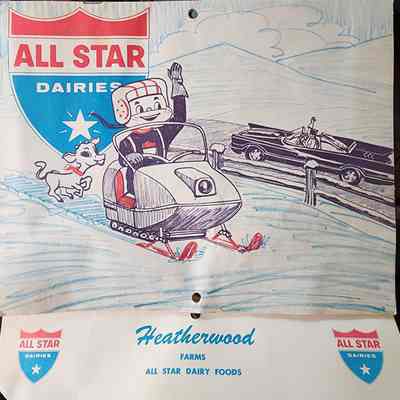 ALL STAR
DAIRIES
Heatherwood
FARMS
ALL STAR DAIRY FOODS
ALL STAR
DAIRIES
ALL STAR
DAIRIES